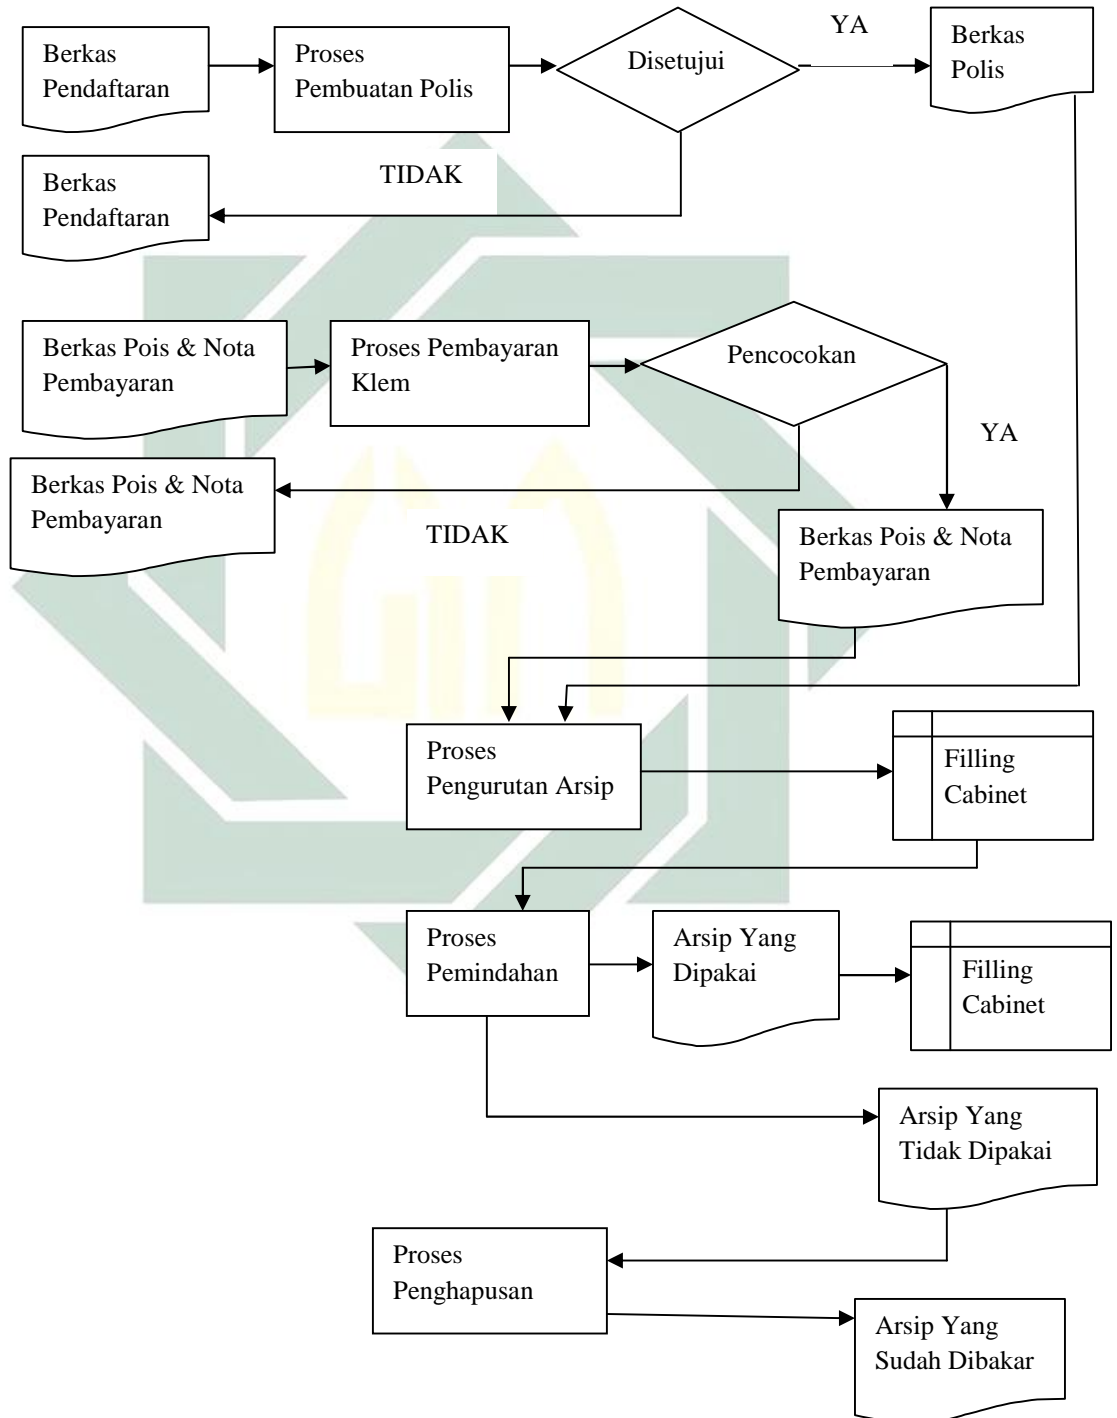 Berkas
Pendaftaran
Proses
Pembuatan Polis
Disetujui
YA
Berkas
Polis
Berkas
Pendaftaran
TIDAK
Berkas Pois & Nota
Pembayaran
Proses Pembayaran
Klem
Pencocokan
YA
Berkas Pois & Nota
Pembayaran
TIDAK
Berkas Pois & Nota
Pembayaran
Proses
Pengurutan Arsip
Filling
Cabinet
Proses
Pemindahan
Arsip Yang
Dipakai
Filling
Cabinet
Arsip Yang
Tidak Dipakai
Proses
Penghapusan
Arsip Yang
Sudah Dibakar